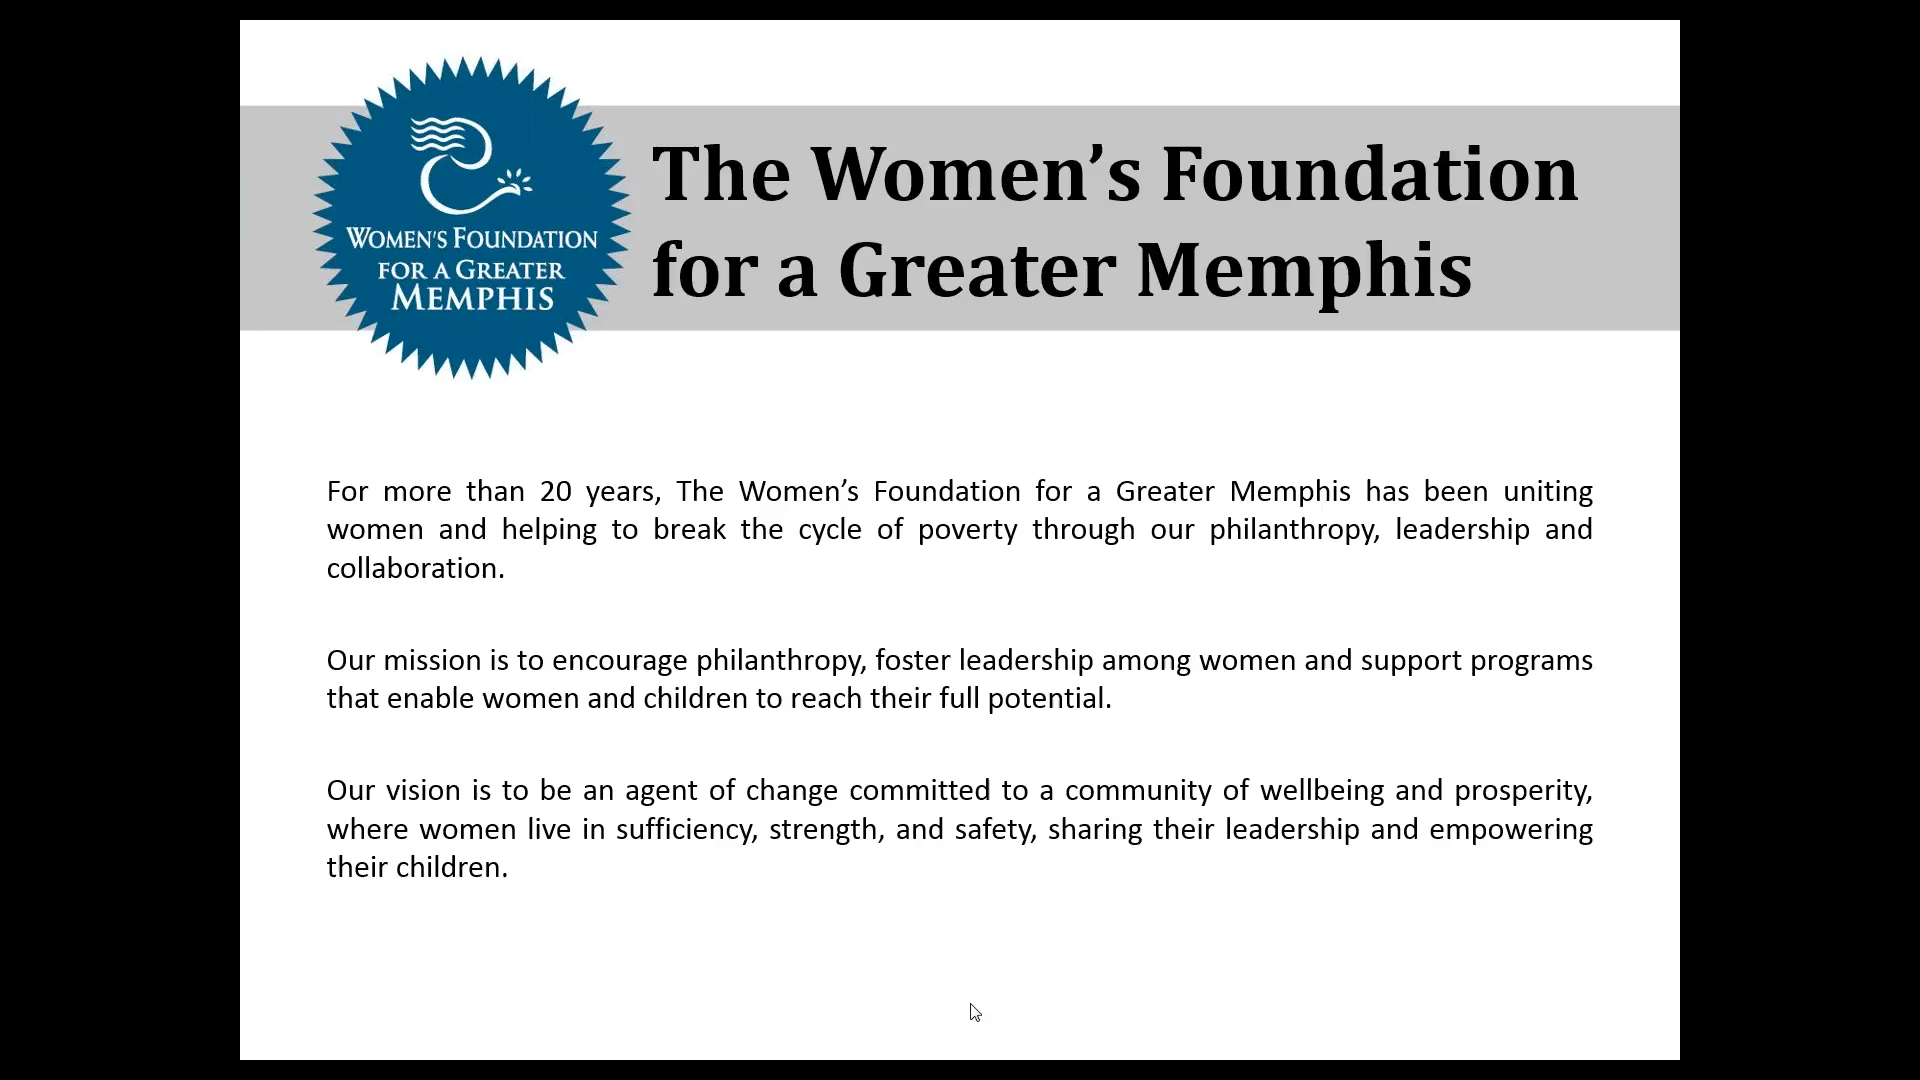 WOMEN'S FOUNDATION
FOR A GREATER
MEMPHIS
The Women’s Foundation
for a Greater Memphis
For more than 20 years, The Women’s Foundation for a Greater Memphis has been uniting
women and helping to break the cycle of poverty through our philanthropy, leadership and
collaboration.
Our mission is to encourage philanthropy, foster leadership among women and support programs
that enable women and children to reach their full potential.
Our vision is to be an agent of change committed to a community of wellbeing and prosperity,
where women live in sufficiency, strength, and safety, sharing their leadership and empowering
their children.